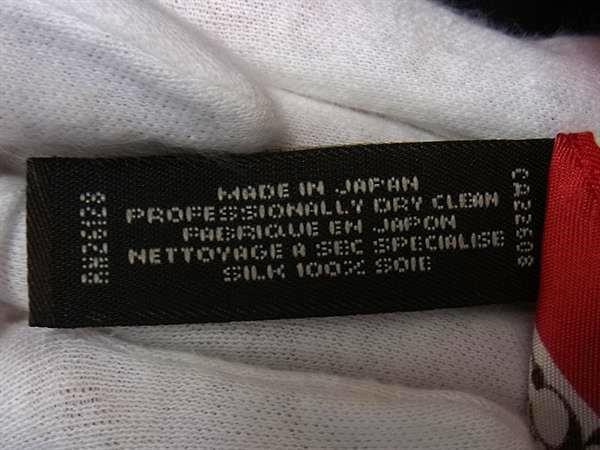 MADE IN JAPAN
PROFESSIONALLY DRY CLEAN
FABRIQUE EN JAPON
NETTOYAGE A SEC SPECIALISE
SILK 100% SOIE
CA22608